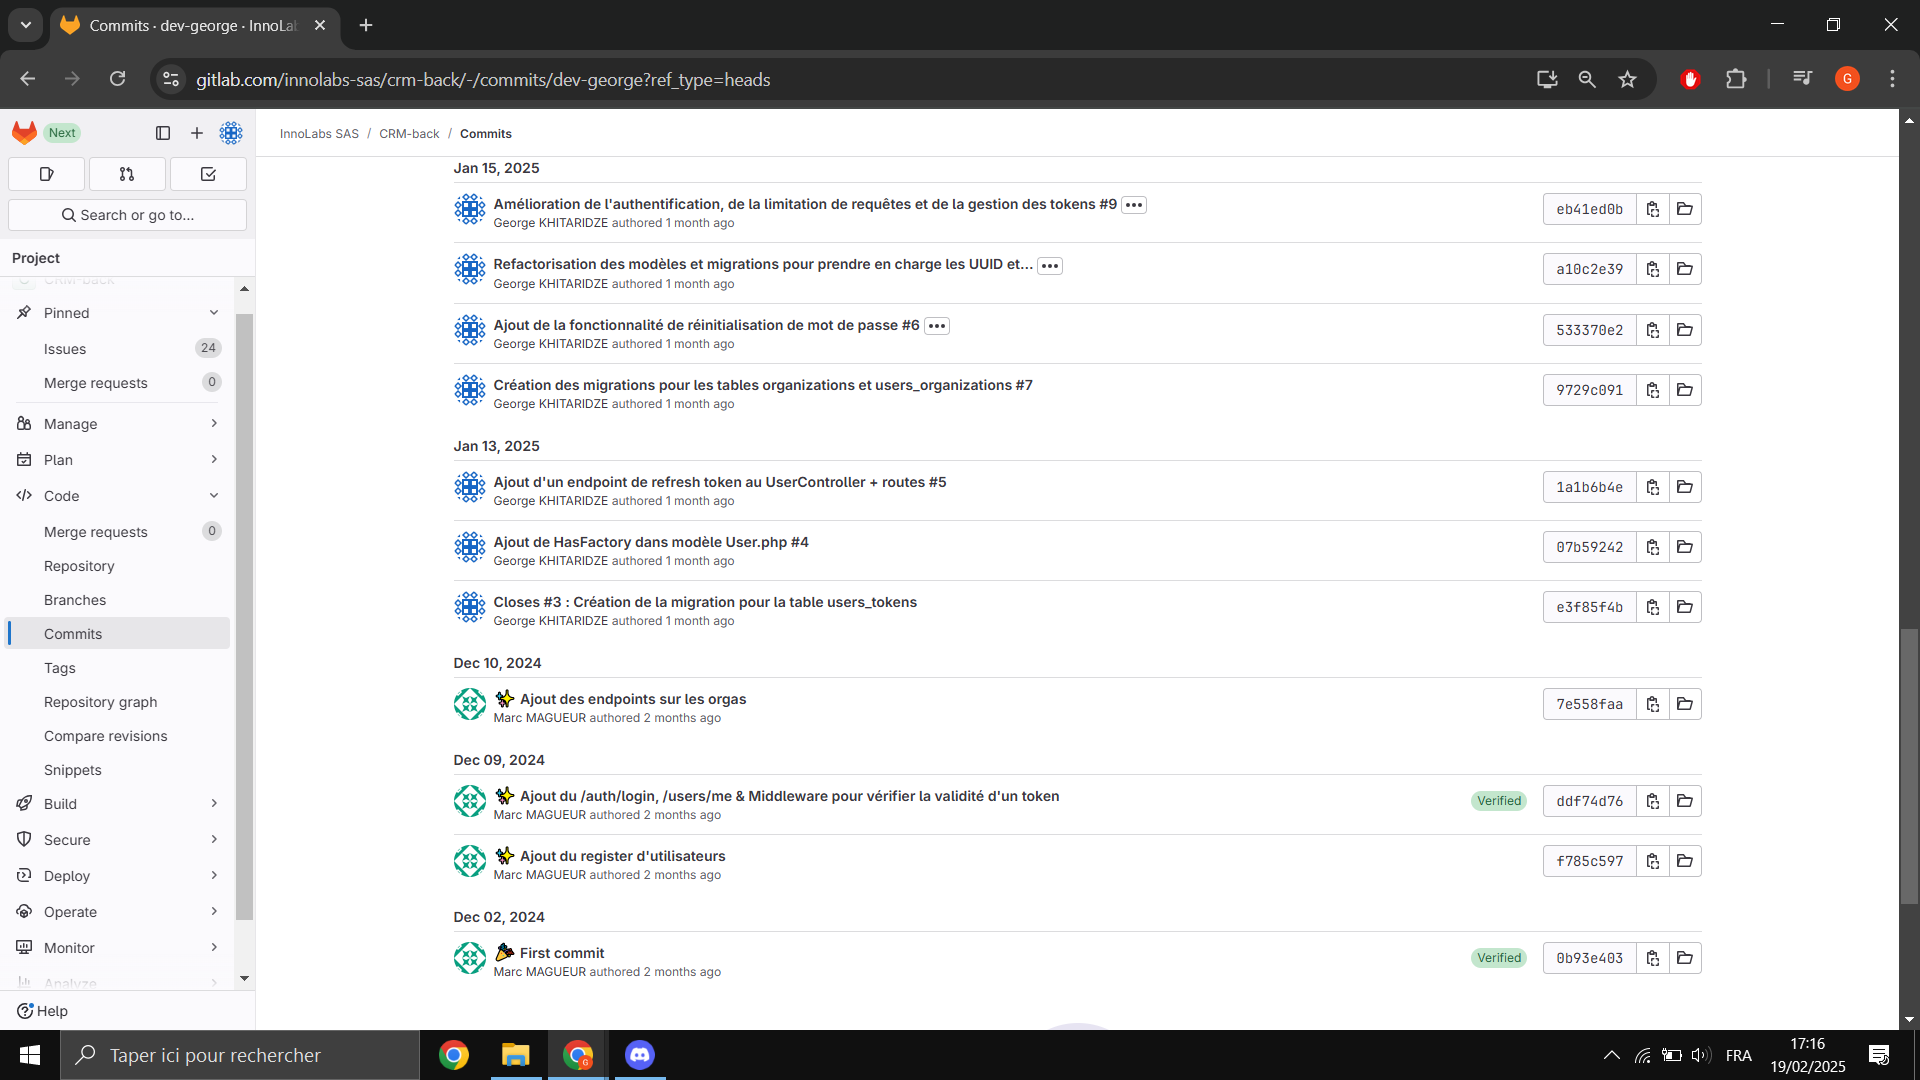 Commits · dev-george · InnoLab
gitlab.com/innolabs-sas/crm-back/-/commits/dev-george?ref_type=heads
G
Next
InnoLabs SAS / CRM-back / Commits
Search or go to...
Project
CRM-back
Pinned
Issues 24
Merge requests 0
Manage
Plan
Code
Merge requests 0
Repository
Branches
Commits
Tags
Repository graph
Compare revisions
Snippets
Build
Secure
Deploy
Operate
Monitor
Analyze
Help
Jan 15, 2025
Amélioration de l'authentification, de la limitation de requêtes et de la gestion des tokens #9
George KHITARIDZE authored 1 month ago
eb41ed0b
Refactorisation des modèles et migrations pour prendre en charge les UUID et...
George KHITARIDZE authored 1 month ago
a10c2e39
Ajout de la fonctionnalité de réinitialisation de mot de passe #6
George KHITARIDZE authored 1 month ago
533370e2
Création des migrations pour les tables organizations et users_organizations #7
George KHITARIDZE authored 1 month ago
9729c091
Jan 13, 2025
Ajout d'un endpoint de refresh token au UserController + routes #5
George KHITARIDZE authored 1 month ago
1a1b6b4e
Ajout de HasFactory dans modèle User.php #4
George KHITARIDZE authored 1 month ago
07b59242
Closes #3 : Création de la migration pour la table users_tokens
George KHITARIDZE authored 1 month ago
e3f85f4b
Dec 10, 2024
✨ Ajout des endpoints sur les orgas
Marc MAGUEUR authored 2 months ago
7e558faa
Dec 09, 2024
✨ Ajout du /auth/login, /users/me & Middleware pour vérifier la validité d'un token
Marc MAGUEUR authored 2 months ago
Verified
ddf74d76
✨ Ajout du register d'utilisateurs
Marc MAGUEUR authored 2 months ago
f785c597
Dec 02, 2024
🎉 First commit
Marc MAGUEUR authored 2 months ago
Verified
0b93e403
Taper ici pour rechercher
G
FRA
17:16
19/02/2025